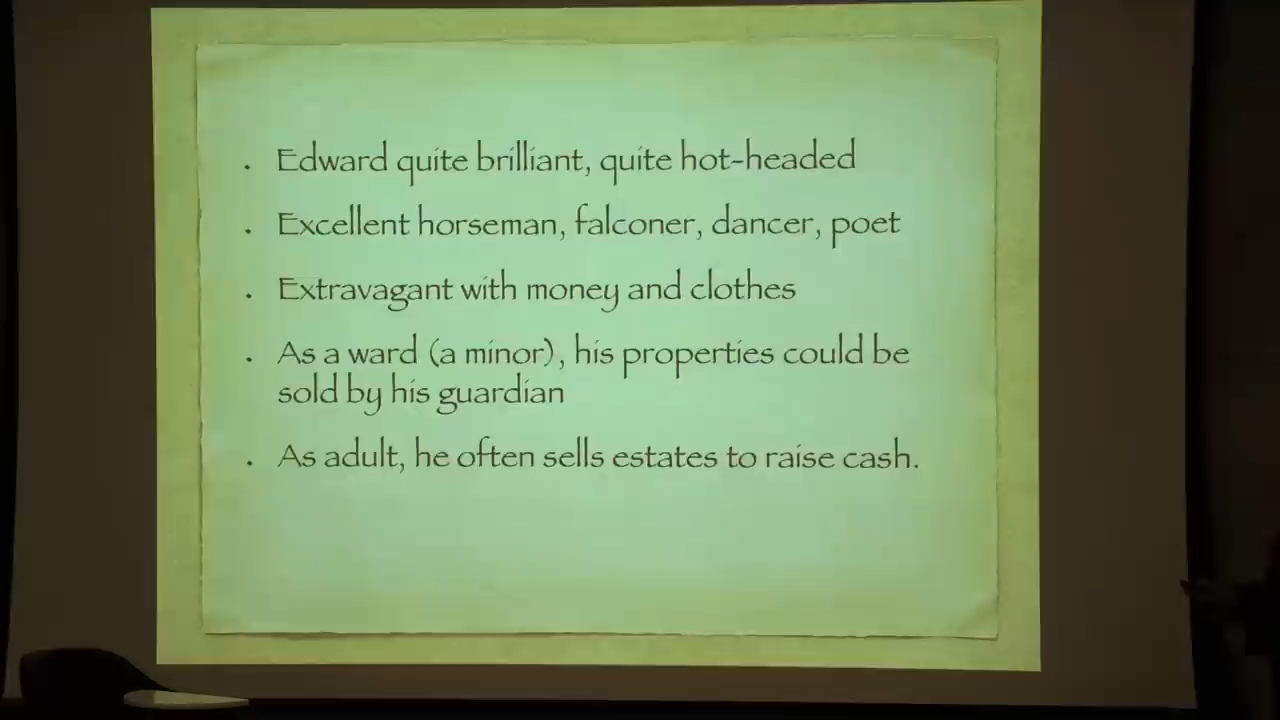 . Edward quite brilliant, quite hot-headed
. Excellent horseman, falconer, dancer, poet
. Extravagant with money and clothes
. As a ward (a minor), his properties could be
sold by his guardian
. As adult, he often sells estates to raise cash.